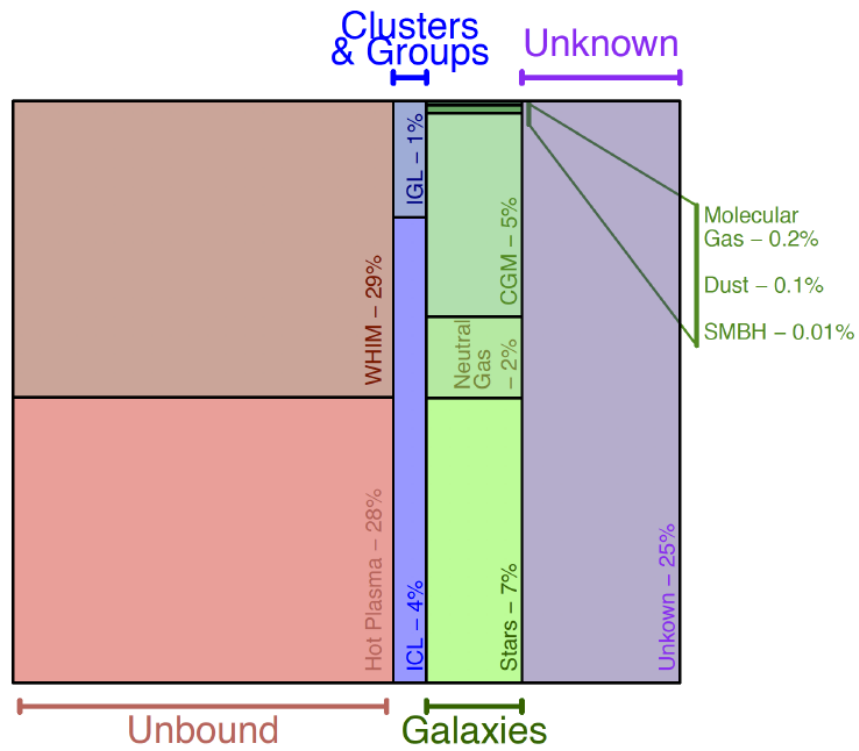 Clusters
& Groups
Unknown
IGL – 1%
WHIM – 29%
CGM – 5%
Neutral
Gas
– 2%
Molecular
Gas – 0.2%
Dust – 0.1%
SMBH – 0.01%
Hot Plasma – 28%
ICL – 4%
Stars – 7%
Unkown – 25%
Unbound
Galaxies